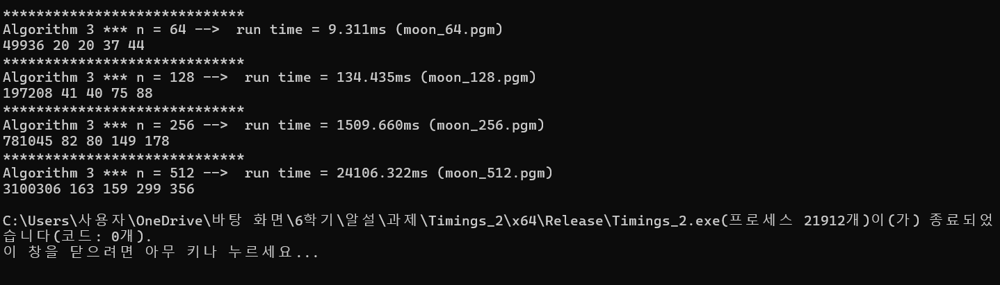 *****************************
Algorithm 3 *** n = 64 -->  run time = 9.311ms (moon_64.pgm)
49936 20 20 37 44
*****************************
Algorithm 3 *** n = 128 -->  run time = 134.435ms (moon_128.pgm)
197208 41 40 75 88
*****************************
Algorithm 3 *** n = 256 -->  run time = 1509.660ms (moon_256.pgm)
781045 82 80 149 178
*****************************
Algorithm 3 *** n = 512 -->  run time = 24106.322ms (moon_512.pgm)
3100306 163 159 299 356
C:\Users\사용자\OneDrive\바탕 화면\6학기\알설\과제\Timings_2\x64\Release\Timings_2.exe(프로세스 21912개)이(가) 종료되었
습니다(코드: 0개).
이 창을 닫으려면 아무 키나 누르세요...